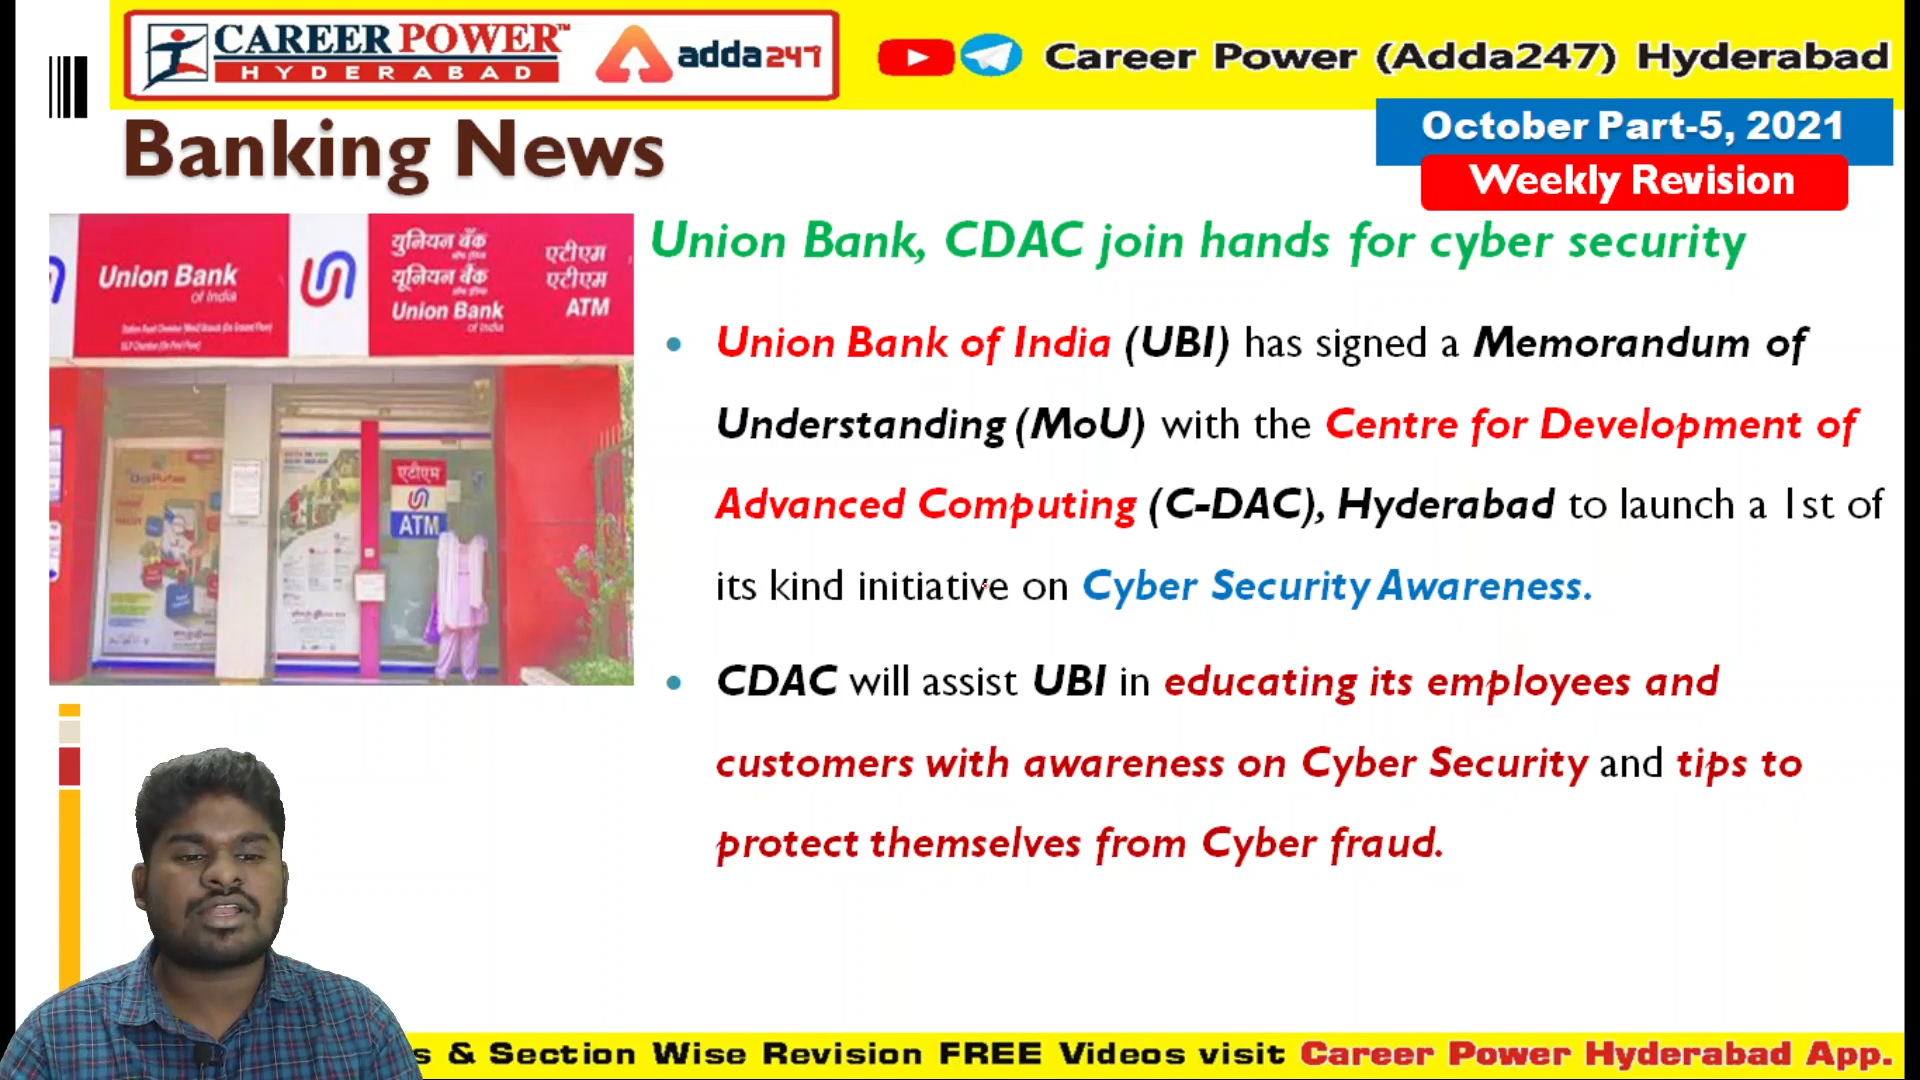 CAREER POWER™
HYDERABAD
adda247
Career Power (Adda247) Hyderabad
October Part-5, 2021
Weekly Revision
Banking News
Union Bank
of India
यूनियन बैंक
यूनियन बैंक
Union Bank
of India
एटीएम
एटीएम
ATM
एटीएम
ATM
Union Bank, CDAC join hands for cyber security
• Union Bank of India (UBI) has signed a Memorandum of
Understanding (MoU) with the Centre for Development of
Advanced Computing (C-DAC), Hyderabad to launch a 1st of
its kind initiative on Cyber Security Awareness.
• CDAC will assist UBI in educating its employees and
customers with awareness on Cyber Security and tips to
protect themselves from Cyber fraud.
s & Section Wise Revision FREE Videos visit Career Power Hyderabad App.